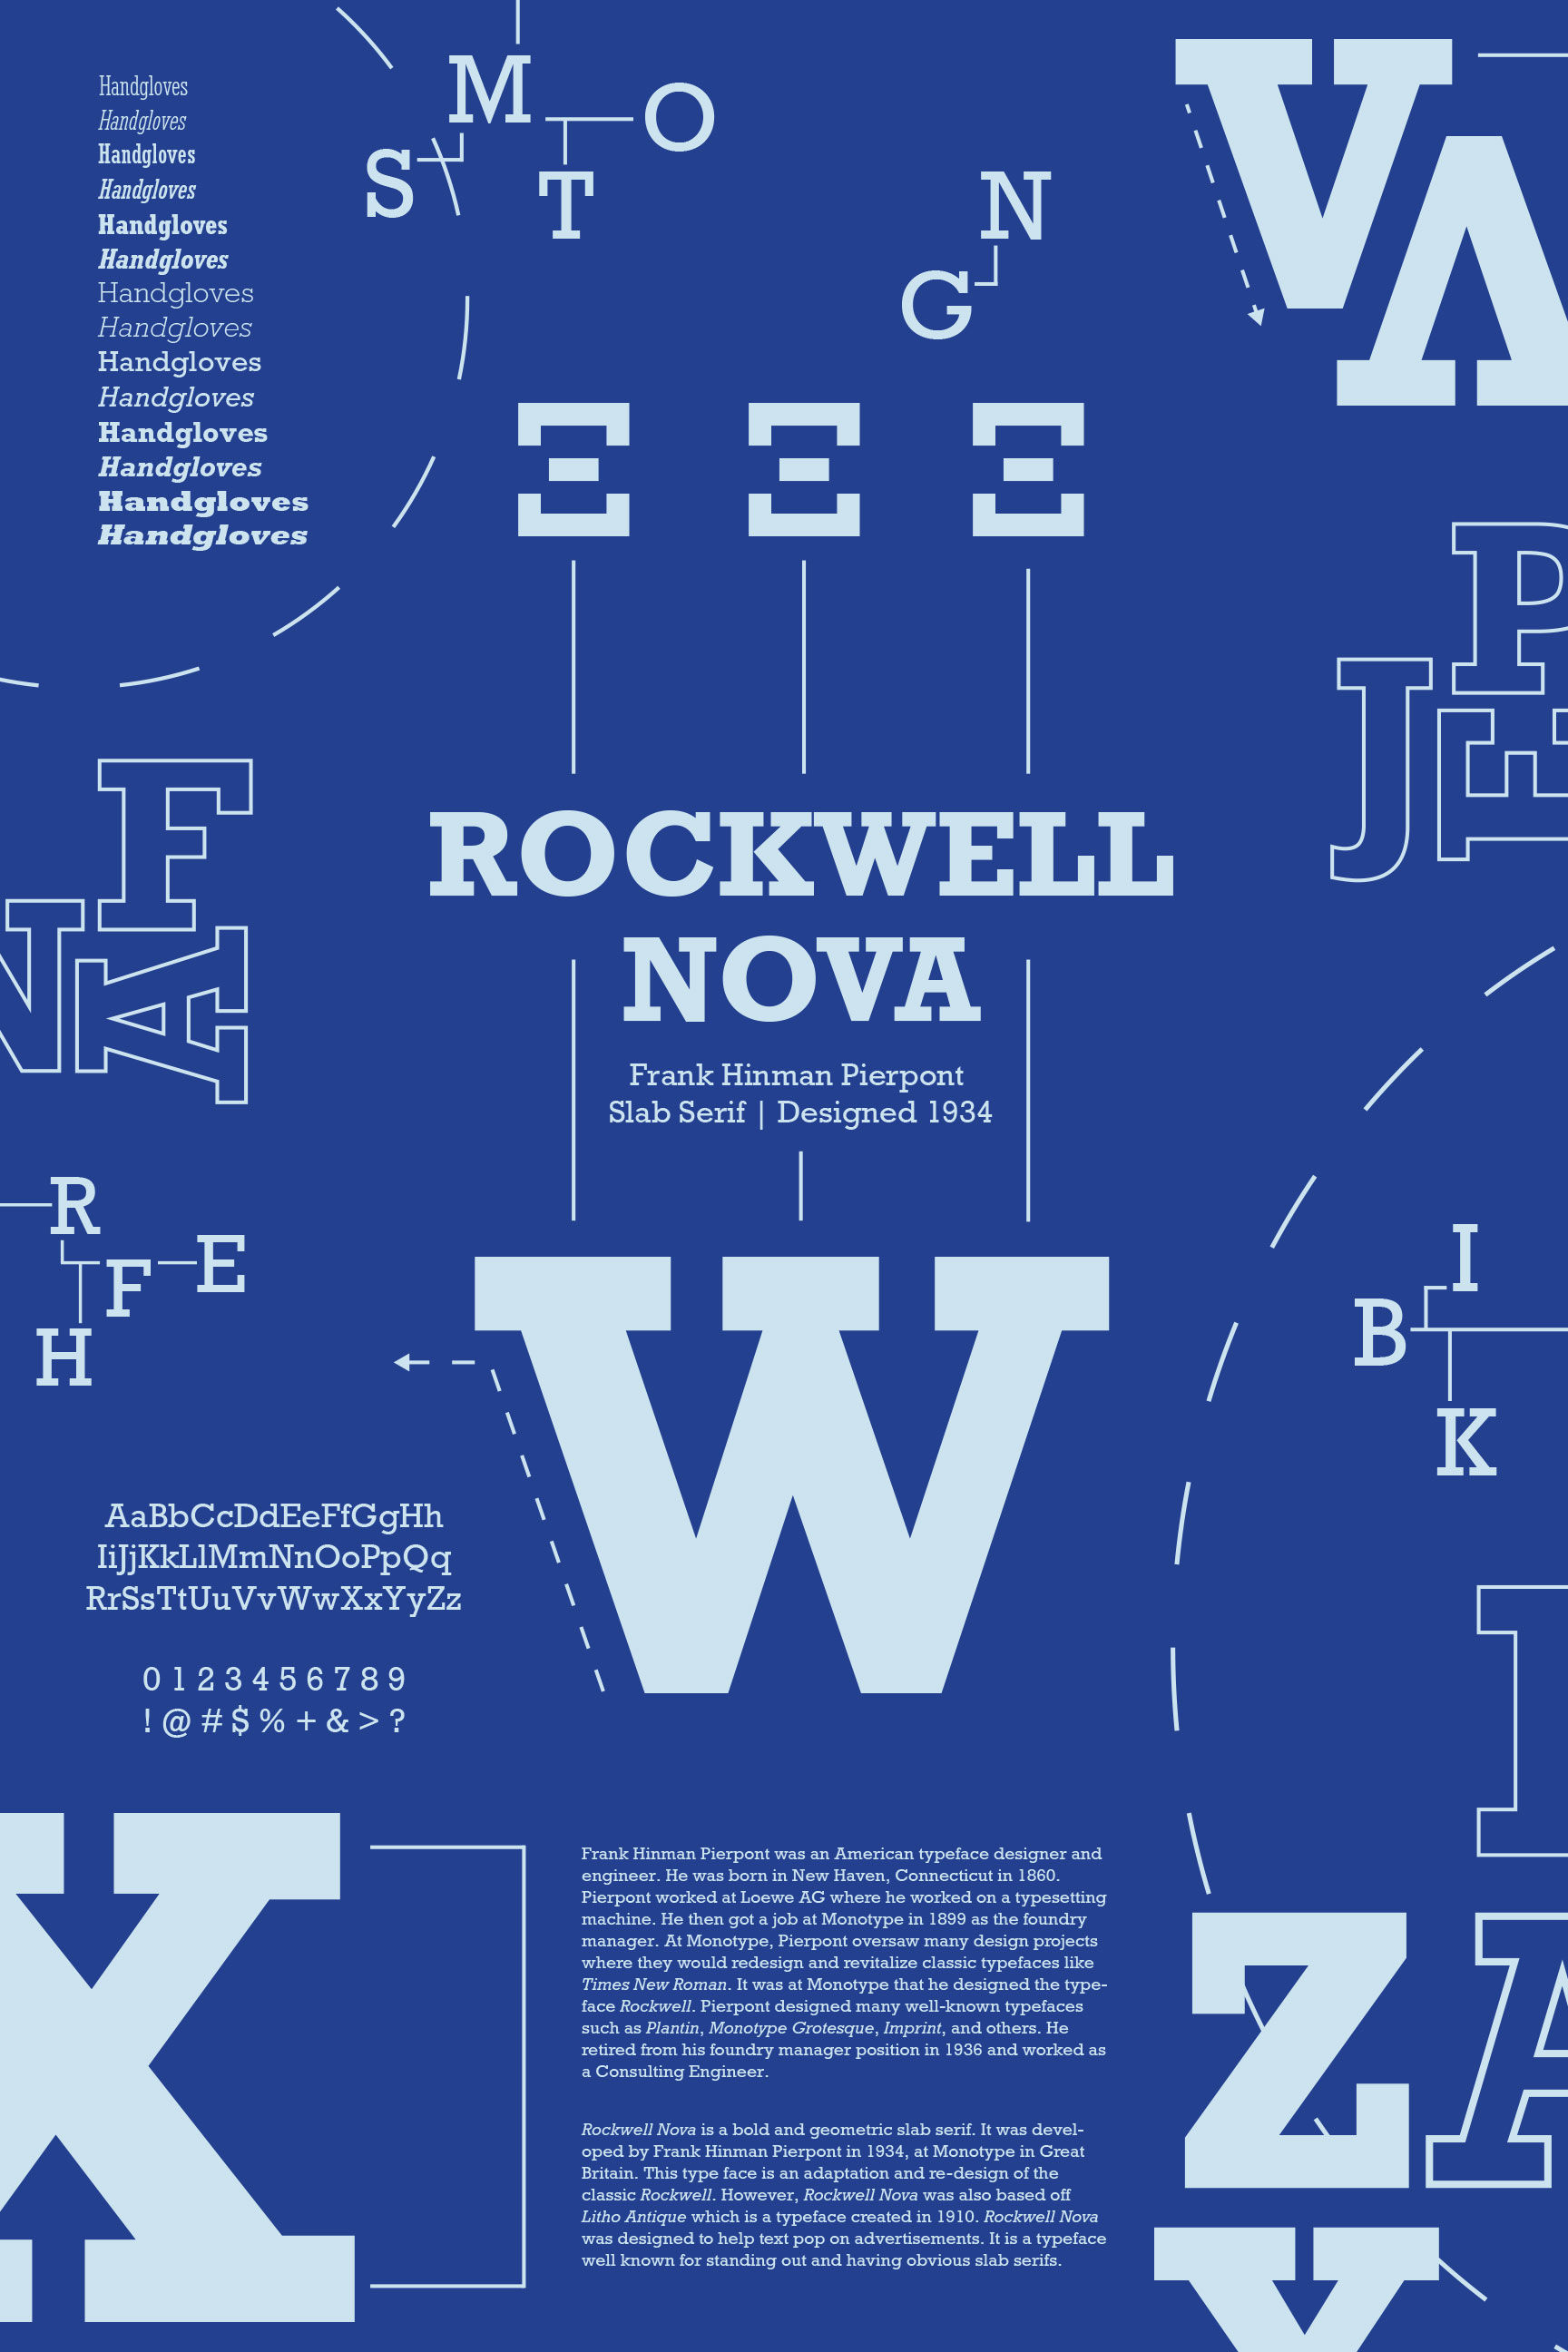 Handgloves
Handgloves
Handgloves
Handgloves
Handgloves
Handgloves
Handgloves
Handgloves
Handgloves
Handgloves
Handgloves
Handgloves
Handgloves
Handgloves
M
O
S
T
N
G
V
V
Ξ Ξ Ξ
P
J
E
F
N
A
ROCKWELL
NOVA
Frank Hinman Pierpont
Slab Serif | Designed 1934
R
F
E
H
W
I
B
K
AaBbCcDdEeFfGgHh
IiJjKkLlMmNnOoPpQq
RrSsTtUuVvWwXxYyZz
0 1 2 3 4 5 6 7 8 9
! @ # $ % + & > ?
X
Frank Hinman Pierpont was an American typeface designer and
engineer. He was born in New Haven, Connecticut in 1860.
Pierpont worked at Loewe AG where he worked on a typesetting
machine. He then got a job at Monotype in 1899 as the foundry
manager. At Monotype, Pierpont oversaw many design projects
where they would redesign and revitalize classic typefaces like
Times New Roman. It was at Monotype that he designed the type-
face Rockwell. Pierpont designed many well-known typefaces
such as Plantin, Monotype Grotesque, Imprint, and others. He
retired from his foundry manager position in 1936 and worked as
a Consulting Engineer.
Rockwell Nova is a bold and geometric slab serif. It was devel-
oped by Frank Hinman Pierpont in 1934, at Monotype in Great
Britain. This type face is an adaptation and re-design of the
classic Rockwell. However, Rockwell Nova was also based off
Litho Antique which is a typeface created in 1910. Rockwell Nova
was designed to help text pop on advertisements. It is a typeface
well known for standing out and having obvious slab serifs.
Z
A